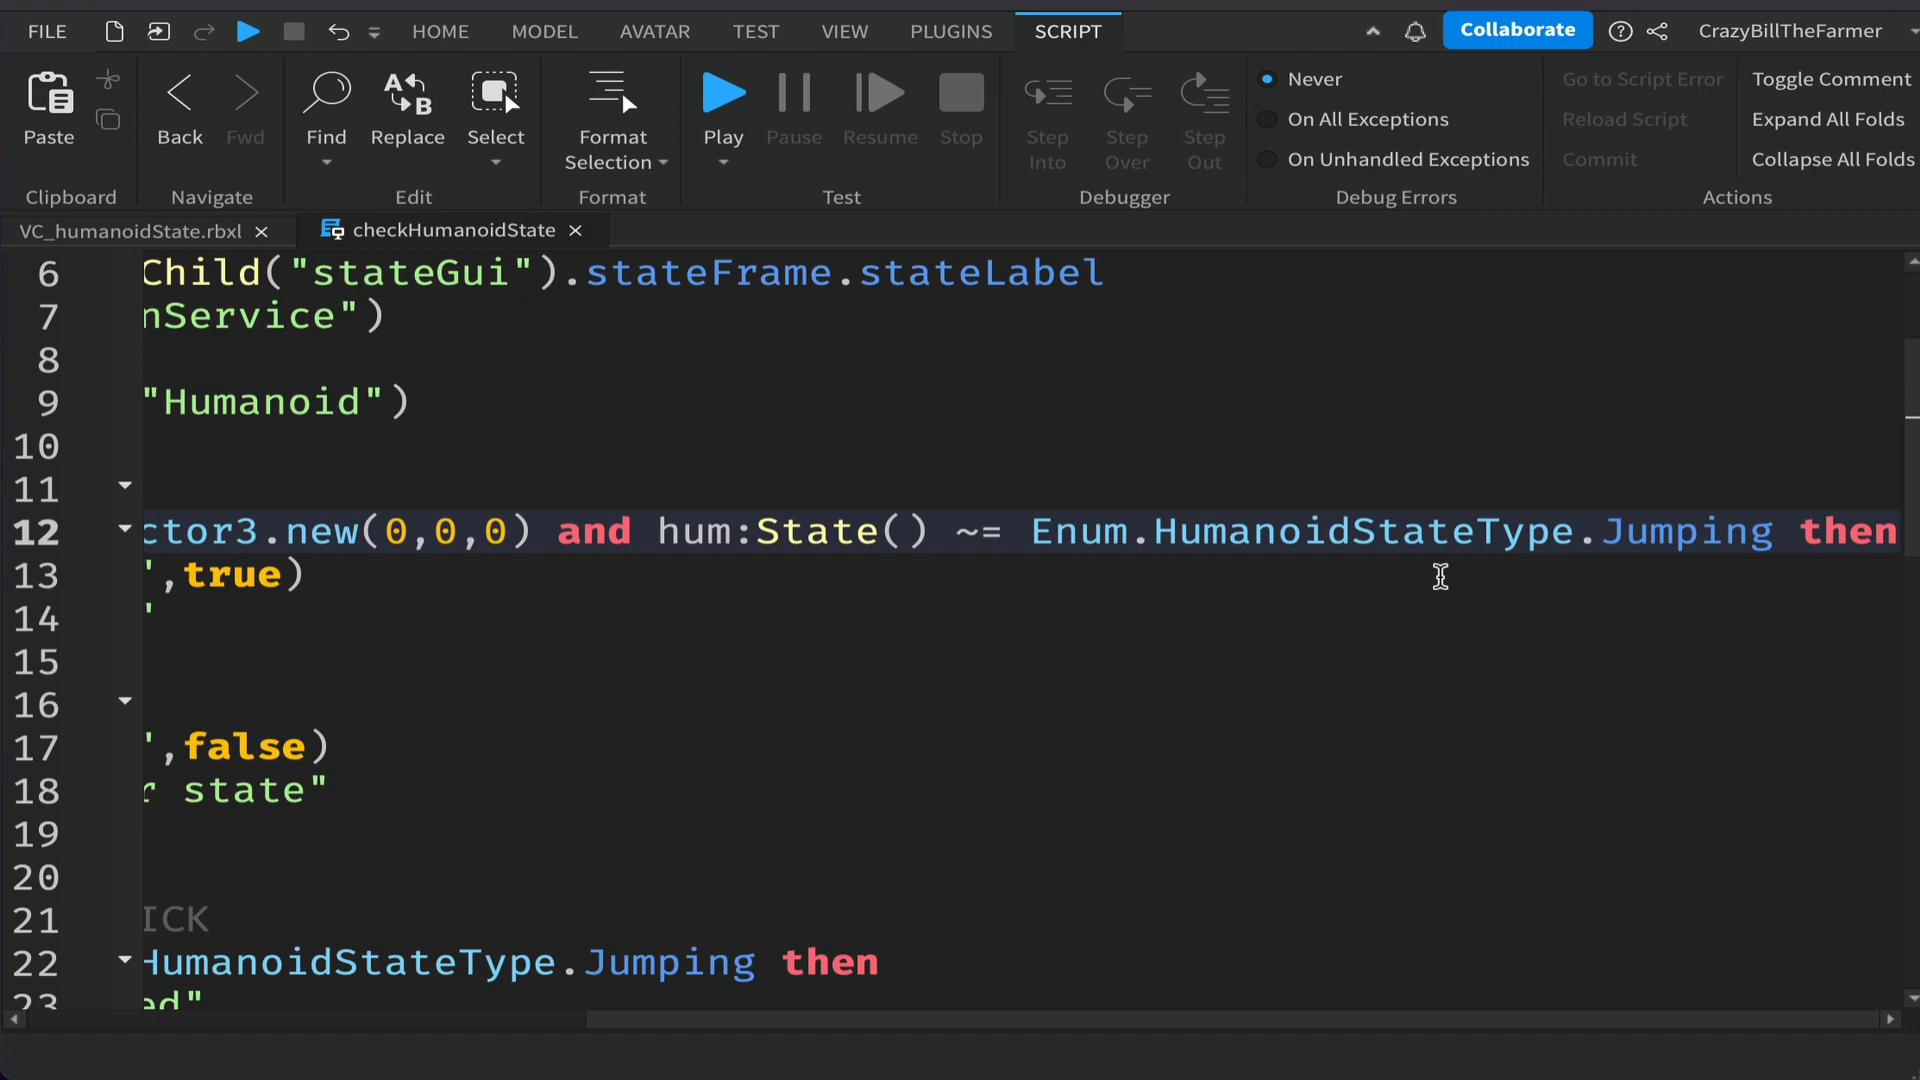 FILE HOME MODEL AVATAR TEST VIEW PLUGINS SCRIPT Collaborate CrazyBillTheFarmer
Paste Back Fwd Find Replace Select Format Selection Play Pause Resume Stop Step Into Step Over Step Out
Never
On All Exceptions
On Unhandled Exceptions
Go to Script Error
Reload Script
Commit
Toggle Comment
Expand All Folds
Collapse All Folds
Clipboard Navigate Edit Format Test Debugger Debug Errors Actions
VC_humanoidState.rbxl checkHumanoidState
6 Child("stateGui").stateFrame.stateLabel
7 nService")
8
9 "Humanoid")
10
11
12 ctor3.new(0,0,0) and hum:State() ~= Enum.HumanoidStateType.Jumping then
13 ",true)
14 "
15
16
17 ",false)
18 r state"
19
20
21 ICK
22 HumanoidStateType.Jumping then
23 ed"